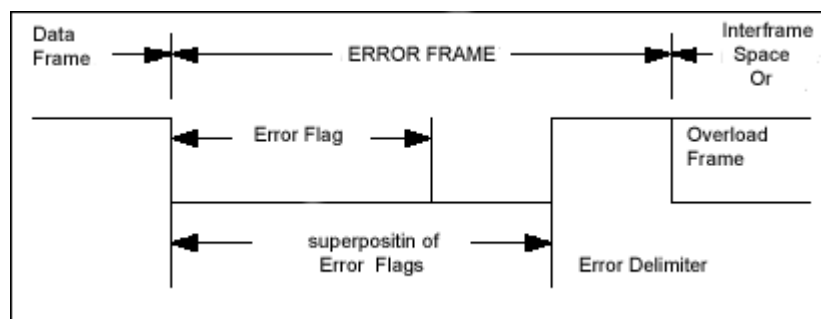 Data
Frame
ERROR FRAME
Interframe
Space
Or
Error Flag
Overload
Frame
superpositin of
Error Flags
Error Delimiter